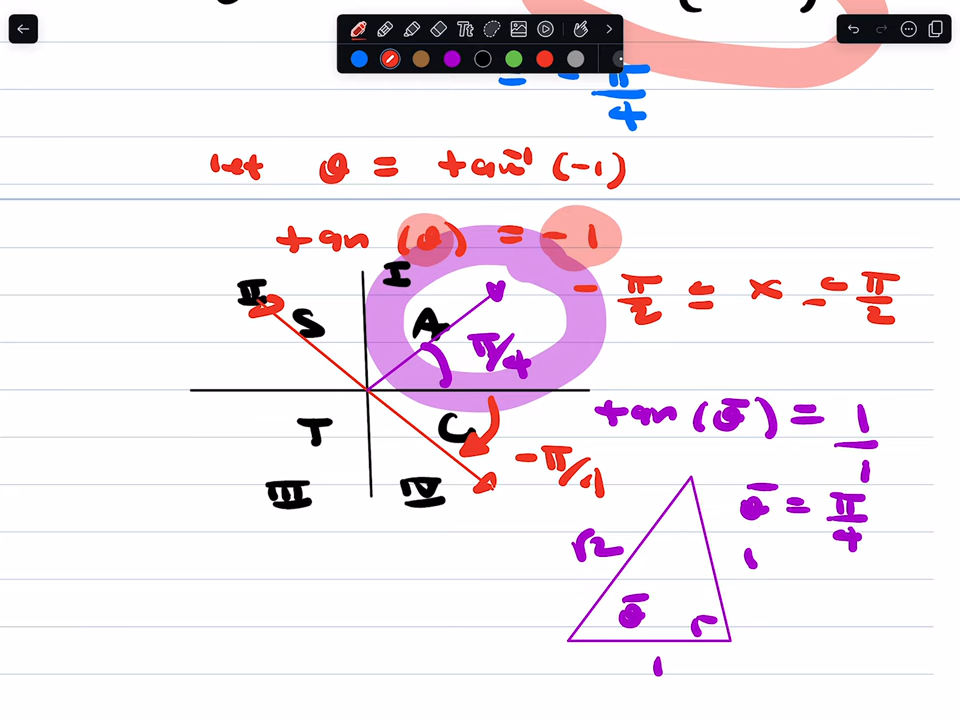 Tt
= - π/4
let θ = tan⁻¹ (-1)
tan (θ) = -1
I
II
- π/2 ≤ x ≤ π/2
S
A
π/4
T
C
tan (θ̄) = 1/1
- π/4
III
IV
θ̄ = π/4
√2
1
θ̄
1